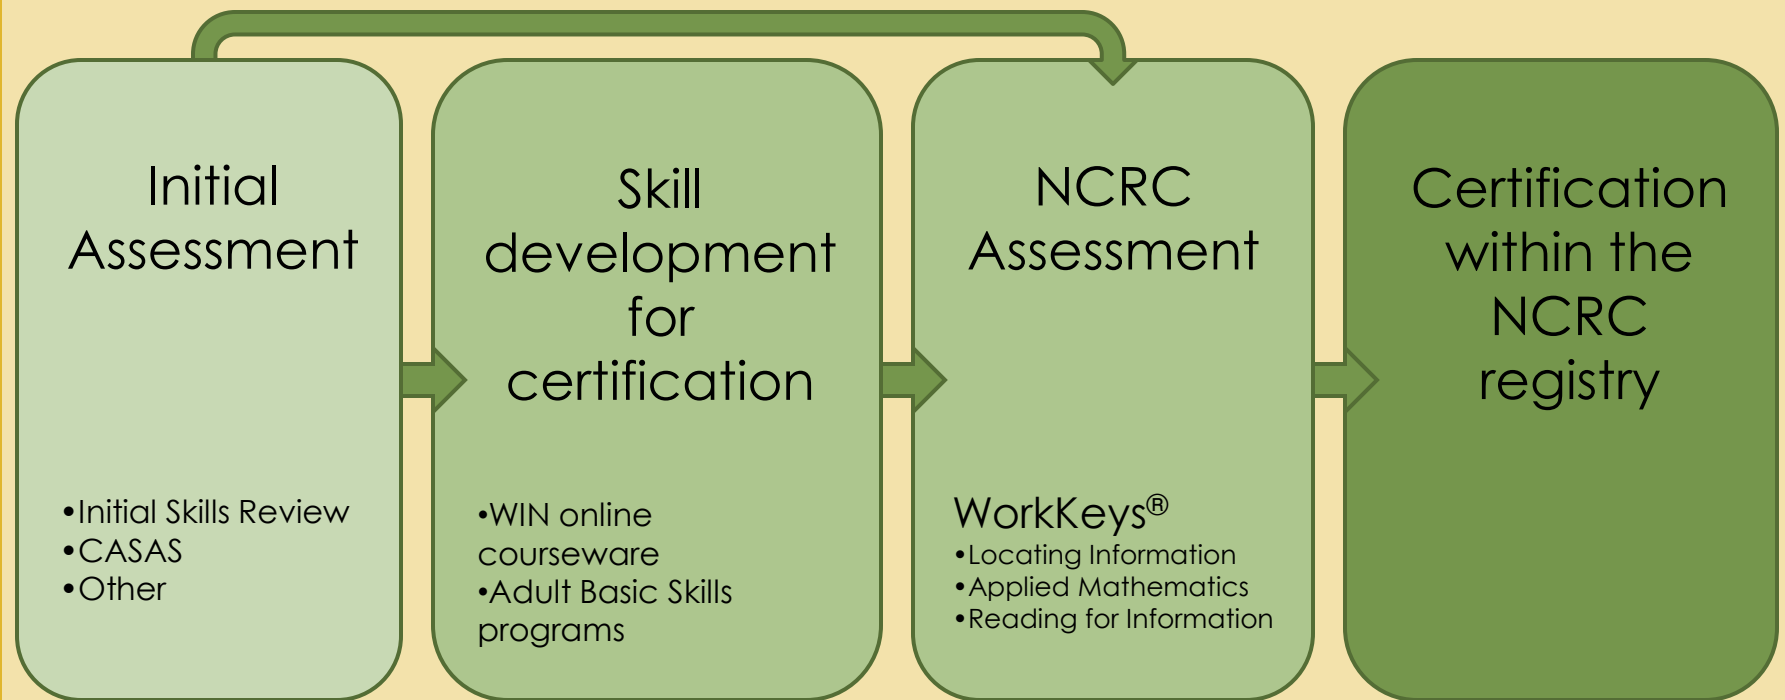 Initial
Assessment
•Initial Skills Review
•CASAS
•Other
Skill
development
for
certification
•WIN online
courseware
•Adult Basic Skills
programs
NCRC
Assessment
WorkKeys®
•Locating Information
•Applied Mathematics
•Reading for Information
Certification
within the
NCRC
registry